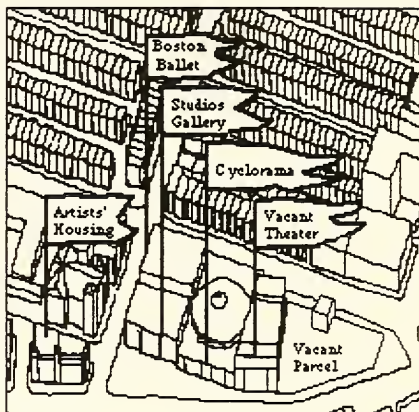 Boston
Ballet
Studios
Gallery
Cyclorama
Artists'
Housing
Vacant
Theater
Vacant
Parcel